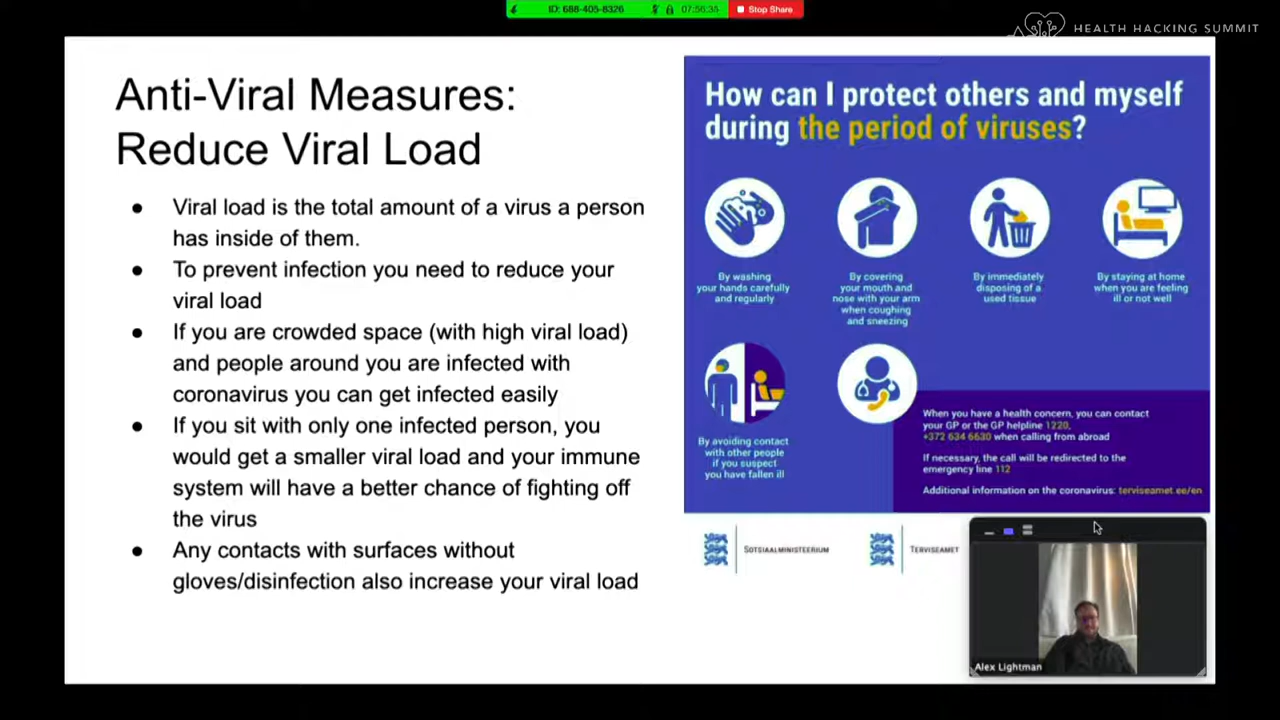 ID: 688-405-8326
07:56:35
Stop Share
HEALTH HACKING SUMMIT
Anti-Viral Measures:
Reduce Viral Load
● Viral load is the total amount of a virus a person
has inside of them.
● To prevent infection you need to reduce your
viral load
● If you are crowded space (with high viral load)
and people around you are infected with
coronavirus you can get infected easily
● If you sit with only one infected person, you
would get a smaller viral load and your immune
system will have a better chance of fighting off
the virus
● Any contacts with surfaces without
gloves/disinfection also increase your viral load
How can I protect others and myself
during the period of viruses?
By washing
your hands carefully
and regularly
By covering
your mouth and
nose with your arm
when coughing
and sneezing
By immediately
disposing of a
used tissue
By staying at home
when you are feeling
ill or not well
By avoiding contact
with other people
if you suspect
you have fallen ill
When you have a health concern, you can contact
your GP or the GP helpline 1220,
+372 634 6630 when calling from abroad
If necessary, the call will be redirected to the
emergency line 112
Additional information on the coronavirus: terviseamet.ee/en
SOTSIAALMINISTEERIUM
TERVISEAMET
Alex Lightman